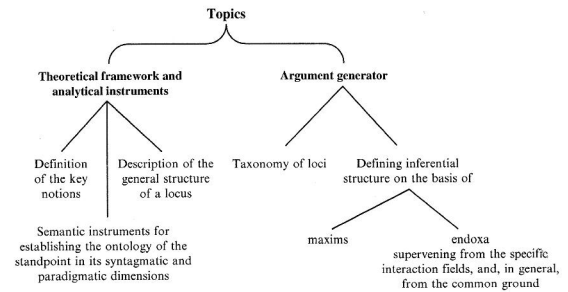 Topics
Theoretical framework and
analytical instruments
Argument generator
Definition
of the key
notions
Description of the
general structure
of a locus
Taxonomy of loci
Defining inferential
structure on the basis of
Semantic instruments for
establishing the ontology of the
standpoint in its syntagmatic and
paradigmatic dimensions
maxims
endoxa
supervening from the specific
interaction fields, and, in general,
from the common ground